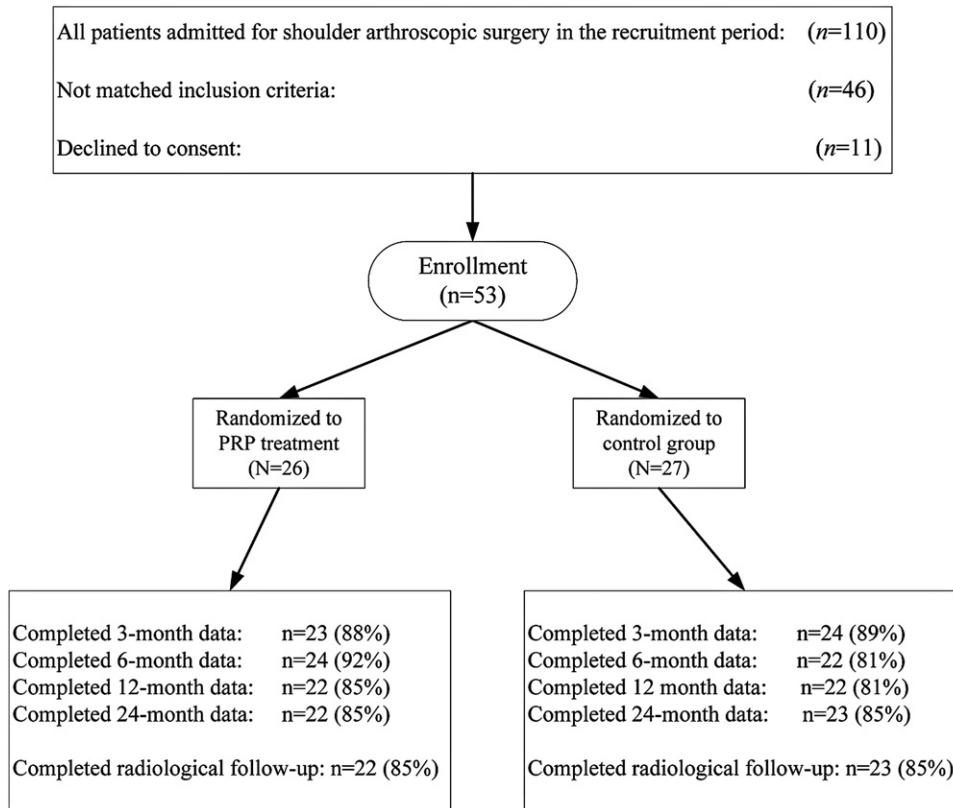 All patients admitted for shoulder arthroscopic surgery in the recruitment period: (n=110)
Not matched inclusion criteria: (n=46)
Declined to consent: (n=11)
Enrollment
(n=53)
Randomized to
PRP treatment
(N=26)
Randomized to
control group
(N=27)
Completed 3-month data: n=23 (88%)
Completed 6-month data: n=24 (92%)
Completed 12-month data: n=22 (85%)
Completed 24-month data: n=22 (85%)
Completed radiological follow-up: n=22 (85%)
Completed 3-month data: n=24 (89%)
Completed 6-month data: n=22 (81%)
Completed 12 month data: n=22 (81%)
Completed 24-month data: n=23 (85%)
Completed radiological follow-up: n=23 (85%)